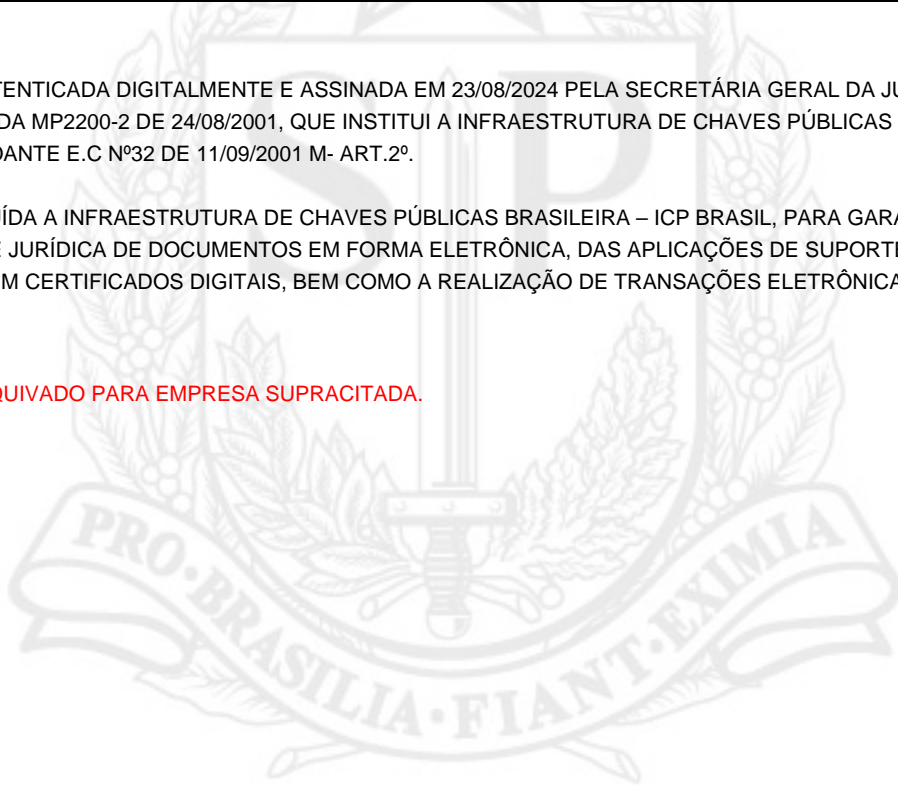 TENTICADA DIGITALMENTE E ASSINADA EM 23/08/2024 PELA SECRETÁRIA GERAL DA JU
DA MP2200-2 DE 24/08/2001, QUE INSTITUI A INFRAESTRUTURA DE CHAVES PÚBLICAS
DANTE E.C Nº32 DE 11/09/2001 M- ART.2º.
UÍDA A INFRAESTRUTURA DE CHAVES PÚBLICAS BRASILEIRA – ICP BRASIL, PARA GARA
E JURÍDICA DE DOCUMENTOS EM FORMA ELETRÔNICA, DAS APLICAÇÕES DE SUPORTE
EM CERTIFICADOS DIGITAIS, BEM COMO A REALIZAÇÃO DE TRANSAÇÕES ELETRÔNICA
QUIVADO PARA EMPRESA SUPRACITADA.
SP
PRO·BRASILIA·FIANT·EXIMIA